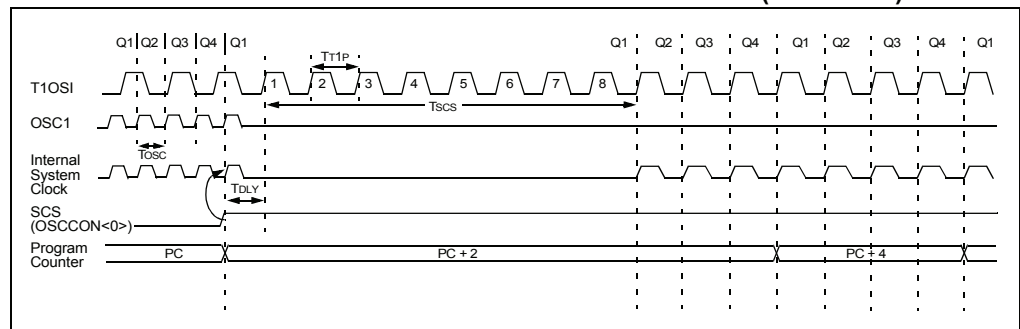 Q1 Q2 Q3 Q4 Q1 Q1 Q2 Q3 Q4 Q1 Q2 Q3 Q4 Q1
TT1P
T1OSI 1 2 3 4 5 6 7 8
TSCS
OSC1
TOSC
Internal
System
Clock
TDLY
SCS
(OSCCON<0>)
Program
Counter
PC PC + 2 PC + 4